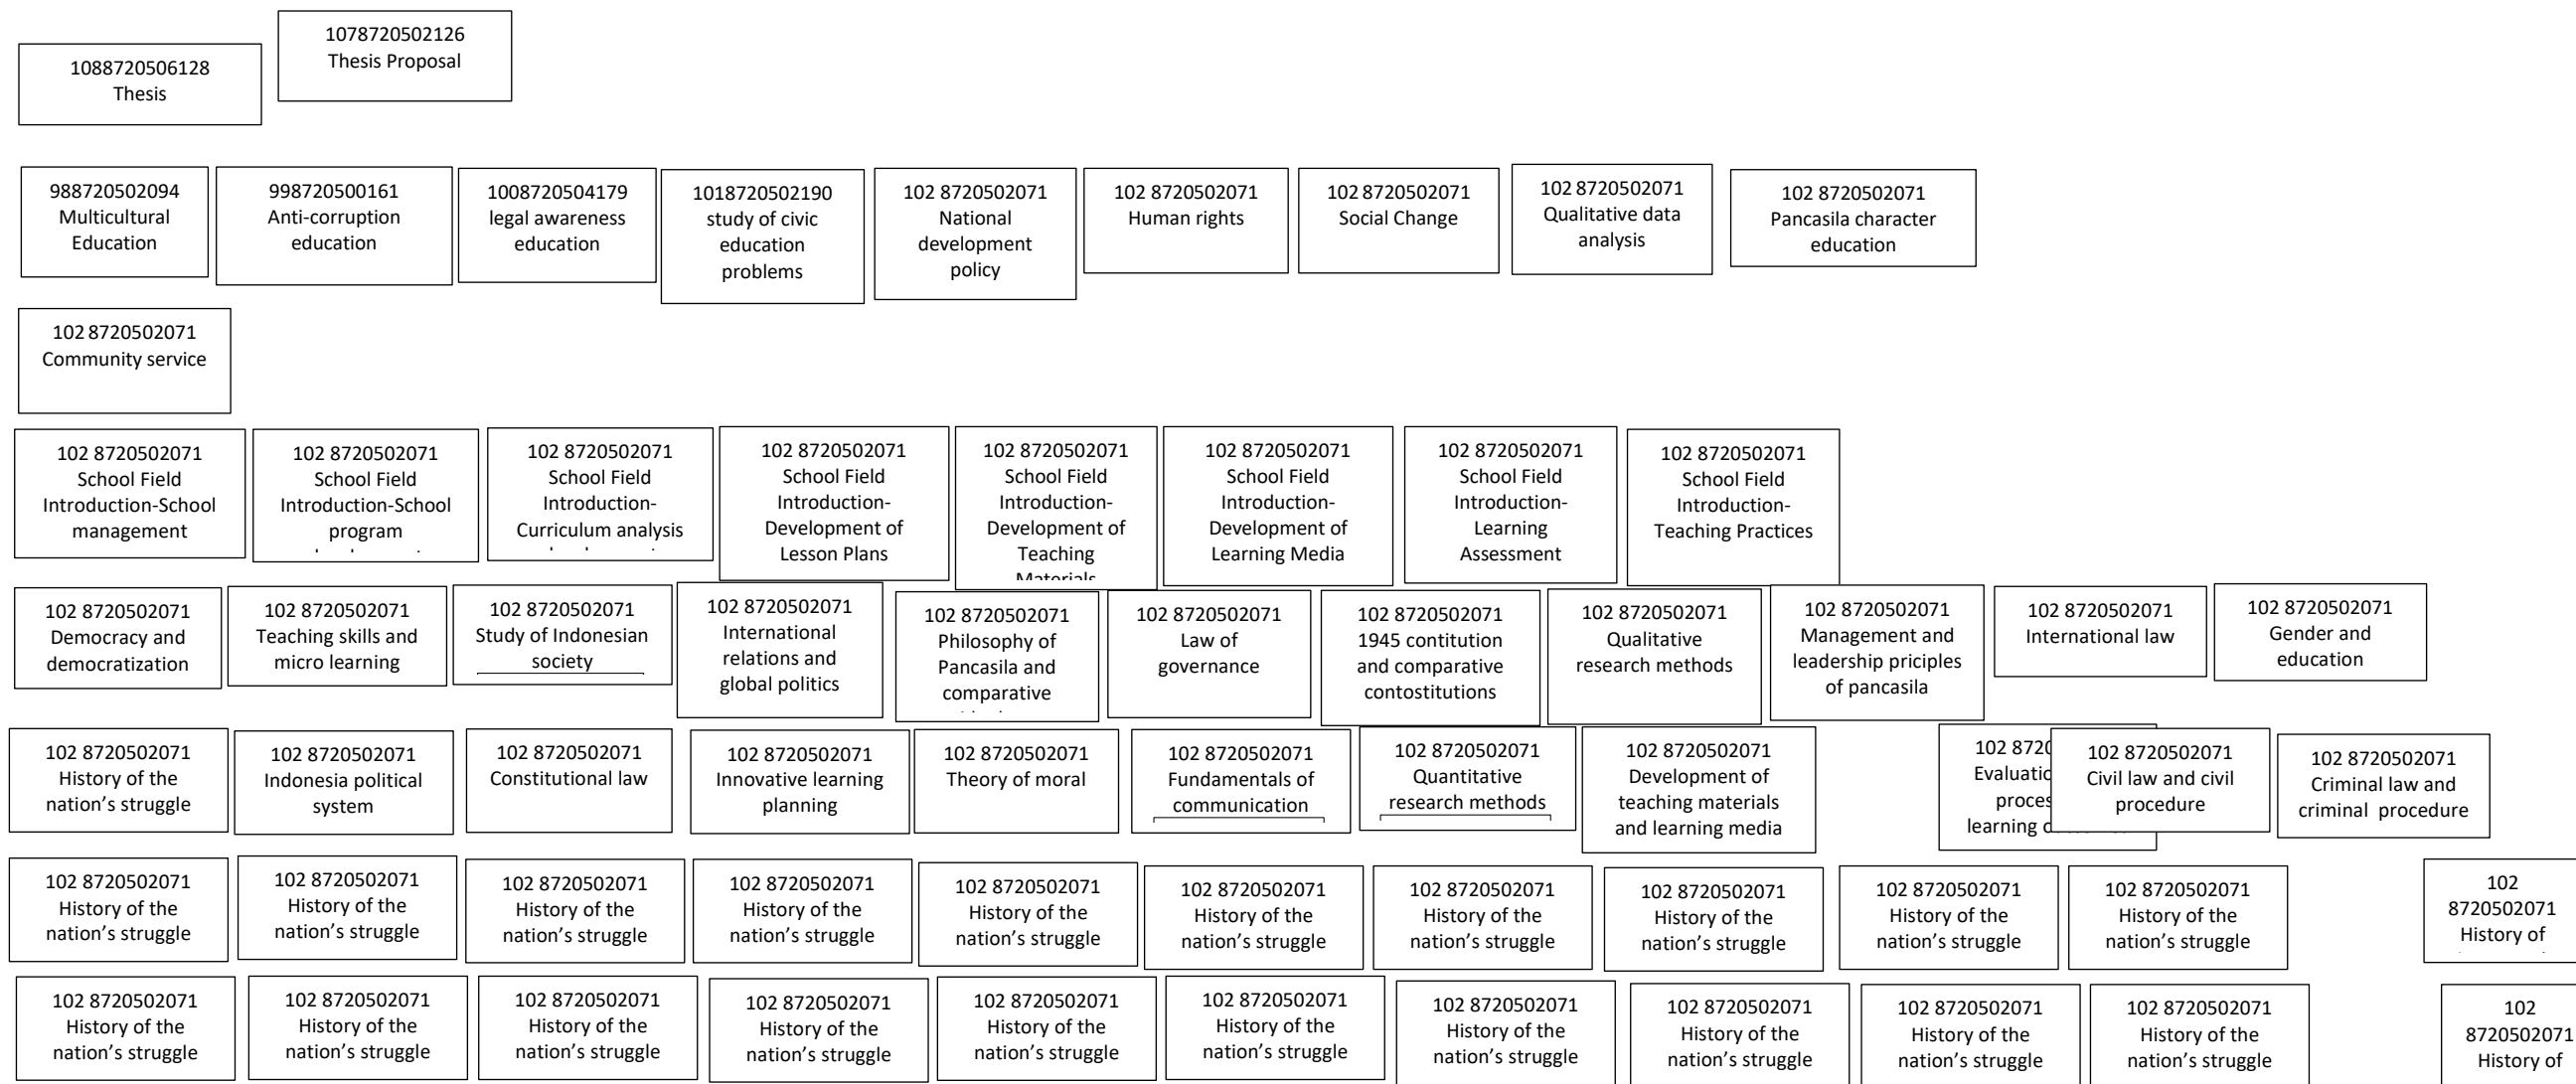 1088720506128
Thesis
1078720502126
Thesis Proposal
988720502094
Multicultural
Education
998720500161
Anti-corruption
education
1008720504179
legal awareness
education
1018720502190
study of civic
education
problems
102 8720502071
National
development
policy
102 8720502071
Human rights
102 8720502071
Social Change
102 8720502071
Qualitative data
analysis
102 8720502071
Pancasila character
education
102 8720502071
Community service
102 8720502071
School Field
Introduction-School
management
102 8720502071
School Field
Introduction-School
program
102 8720502071
School Field
Introduction-
Curriculum analysis
102 8720502071
School Field
Introduction-
Development of
Lesson Plans
102 8720502071
School Field
Introduction-
Development of
Teaching
Materials
102 8720502071
School Field
Introduction-
Development of
Learning Media
102 8720502071
School Field
Introduction-
Learning
Assessment
102 8720502071
School Field
Introduction-
Teaching Practices
102 8720502071
Democracy and
democratization
102 8720502071
Teaching skills and
micro learning
102 8720502071
Study of Indonesian
society
102 8720502071
International
relations and
global politics
102 8720502071
Philosophy of
Pancasila and
comparative
102 8720502071
Law of
governance
102 8720502071
1945 contitution
and comparative
contostitutions
102 8720502071
Qualitative
research methods
102 8720502071
Management and
leadership priciples
of pancasila
102 8720502071
International law
102 8720502071
Gender and
education
102 8720502071
History of the
nation’s struggle
102 8720502071
Indonesia political
system
102 8720502071
Constitutional law
102 8720502071
Innovative learning
planning
102 8720502071
Theory of moral
102 8720502071
Fundamentals of
communication
102 8720502071
Quantitative
research methods
102 8720502071
Development of
teaching materials
and learning media
102
learning
102 8720502071
Civil law and civil
procedure
102 8720502071
Criminal law and
criminal procedure
102 8720502071
History of the
nation’s struggle
102 8720502071
History of the
nation’s struggle
102 8720502071
History of the
nation’s struggle
102 8720502071
History of the
nation’s struggle
102 8720502071
History of the
nation’s struggle
102 8720502071
History of the
nation’s struggle
102 8720502071
History of the
nation’s struggle
102 8720502071
History of the
nation’s struggle
102 8720502071
History of the
nation’s struggle
102 8720502071
History of the
nation’s struggle
102
8720502071
History of
102 8720502071
History of the
nation’s struggle
102 8720502071
History of the
nation’s struggle
102 8720502071
History of the
nation’s struggle
102 8720502071
History of the
nation’s struggle
102 8720502071
History of the
nation’s struggle
102 8720502071
History of the
nation’s struggle
102 8720502071
History of the
nation’s struggle
102 8720502071
History of the
nation’s struggle
102 8720502071
History of the
nation’s struggle
102 8720502071
History of the
nation’s struggle
102
8720502071
History of